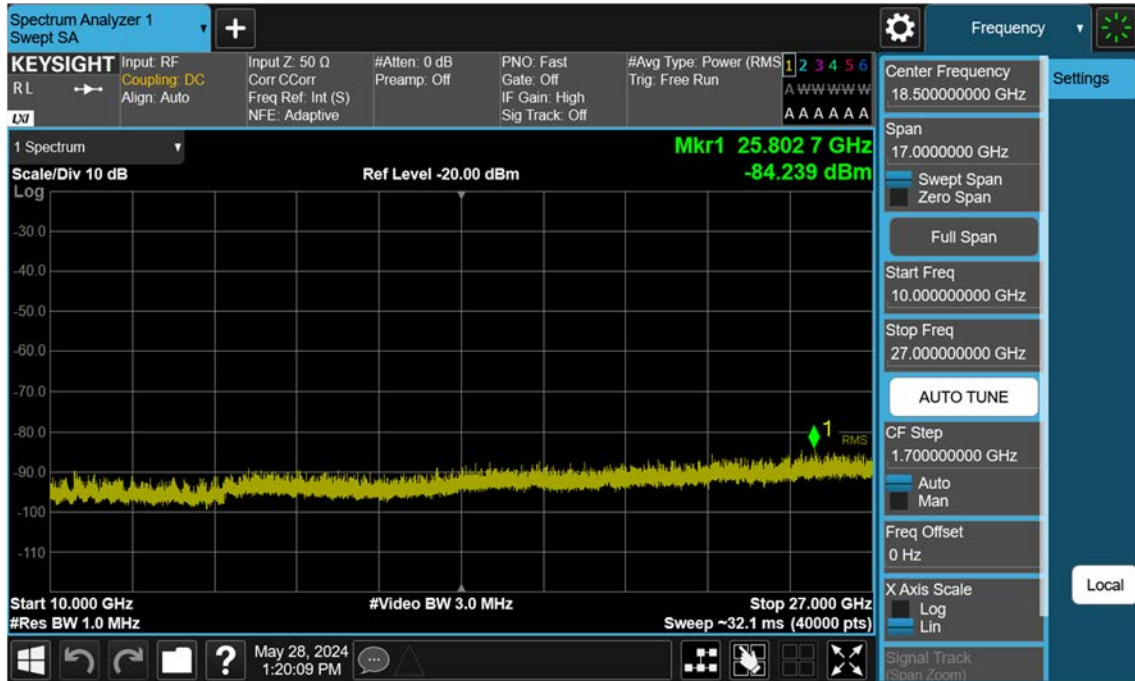 Spectrum Analyzer 1
Swept SA
Frequency
KEYSIGHT
R L
LXI
Input: RF
Coupling: DC
Align: Auto
Input Z: 50 Ω
Corr CCorr
Freq Ref: Int (S)
NFE: Adaptive
#Atten: 0 dB
Preamp: Off
PNO: Fast
Gate: Off
IF Gain: High
Sig Track: Off
#Avg Type: Power (RMS
Trig: Free Run
1 2 3 4 5 6
A W W W W W
A A A A A A
1 Spectrum
Scale/Div 10 dB
Log
Ref Level -20.00 dBm
Mkr1 25.802 7 GHz
-84.239 dBm
-30.0
-40.0
-50.0
-60.0
-70.0
-80.0
-90.0
-100
-110
1
RMS
Start 10.000 GHz
#Res BW 1.0 MHz
#Video BW 3.0 MHz
Stop 27.000 GHz
Sweep ~32.1 ms (40000 pts)
Center Frequency
18.500000000 GHz
Settings
Span
17.0000000 GHz
Swept Span
Zero Span
Full Span
Start Freq
10.000000000 GHz
Stop Freq
27.000000000 GHz
AUTO TUNE
CF Step
1.700000000 GHz
Auto
Man
Freq Offset
0 Hz
X Axis Scale
Log
Lin
Local
Signal Track
(Span Zoom)
?
May 28, 2024
1:20:09 PM